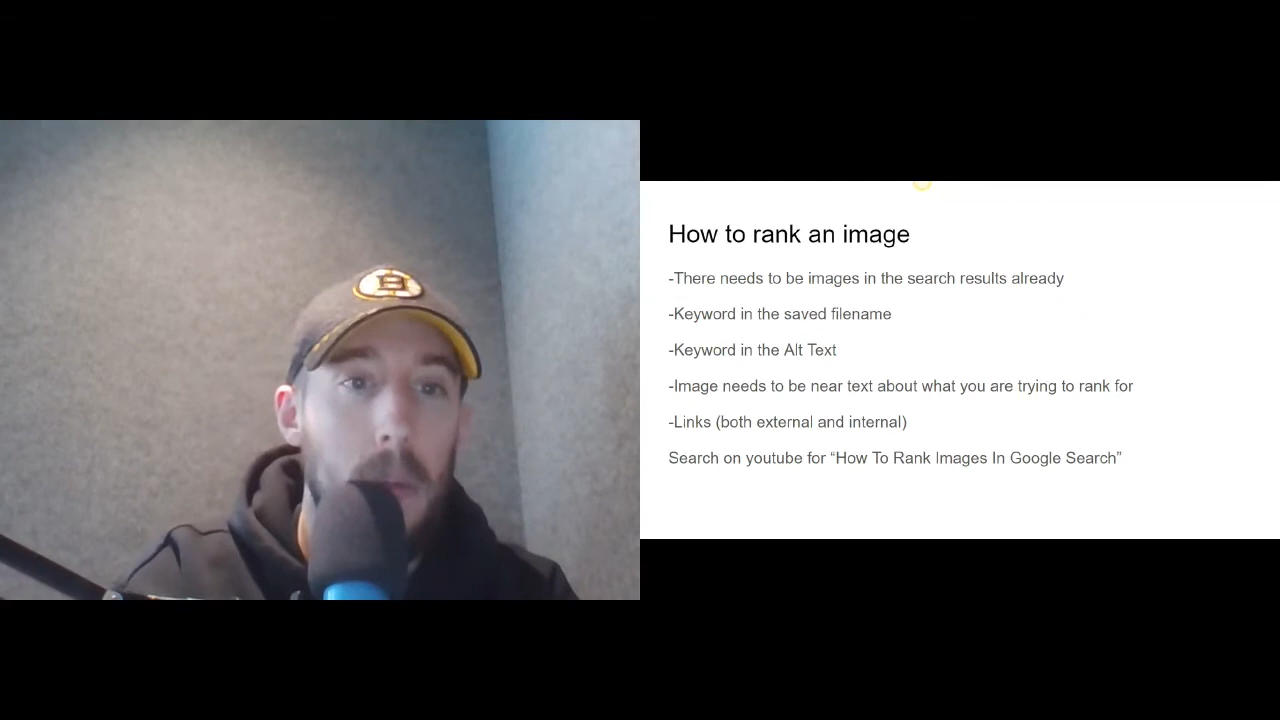 How to rank an image
-There needs to be images in the search results already
-Keyword in the saved filename
-Keyword in the Alt Text
-Image needs to be near text about what you are trying to rank for
-Links (both external and internal)
Search on youtube for “How To Rank Images In Google Search”
B